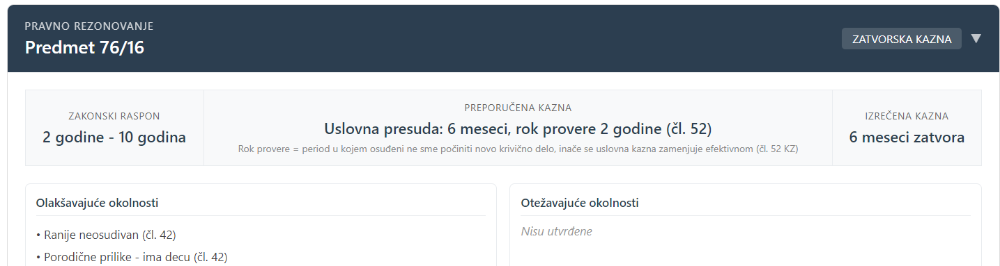 PRAVNO REZONOVANJE
Predmet 76/16
ZATVORSKA KAZNA
ZAKONSKI RASPON
2 godine - 10 godina
PREPORUČENA KAZNA
Uslovna presuda: 6 meseci, rok provere 2 godine (čl. 52)
Rok provere = period u kojem osuđeni ne sme počiniti novo krivično delo, inače se uslovna kazna zamenjuje efektivnom (čl. 52 KZ)
IZREČENA KAZNA
6 meseci zatvora
Olakšavajuće okolnosti
• Ranije neosudivan (čl. 42)
• Porodične prilike - ima decu (čl. 42)
Otežavajuće okolnosti
Nisu utvrđene